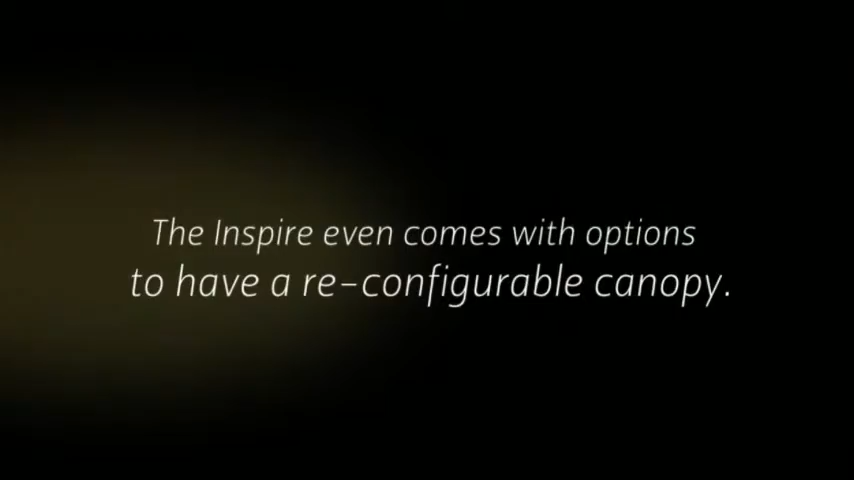 The Inspire even comes with options
to have a re-configurable canopy.